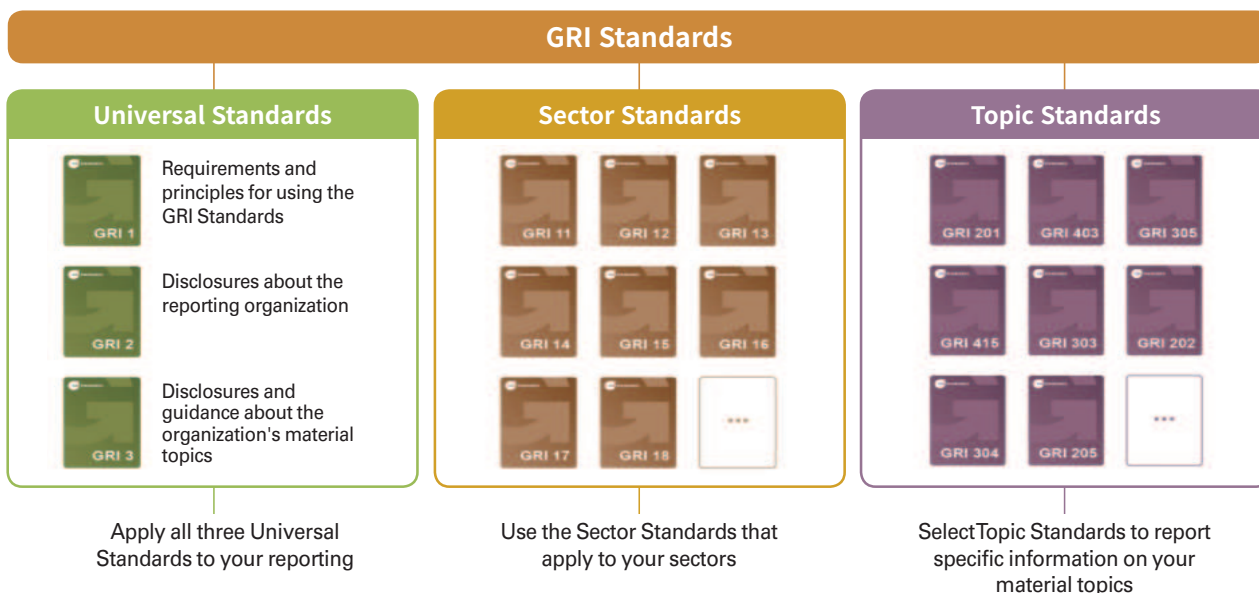 GRI Standards
Universal Standards
GRI 1
Requirements and
principles for using the
GRI Standards
GRI 2
Disclosures about the
reporting organization
GRI 3
Disclosures and
guidance about the
organization's material
topics
Apply all three Universal
Standards to your reporting
Sector Standards
GRI 11
GRI 12
GRI 13
GRI 14
GRI 15
GRI 16
GRI 17
GRI 18
...
Use the Sector Standards that
apply to your sectors
Topic Standards
GRI 201
GRI 403
GRI 305
GRI 415
GRI 303
GRI 202
GRI 304
GRI 205
...
SelectTopic Standards to report
specific information on your
material topics